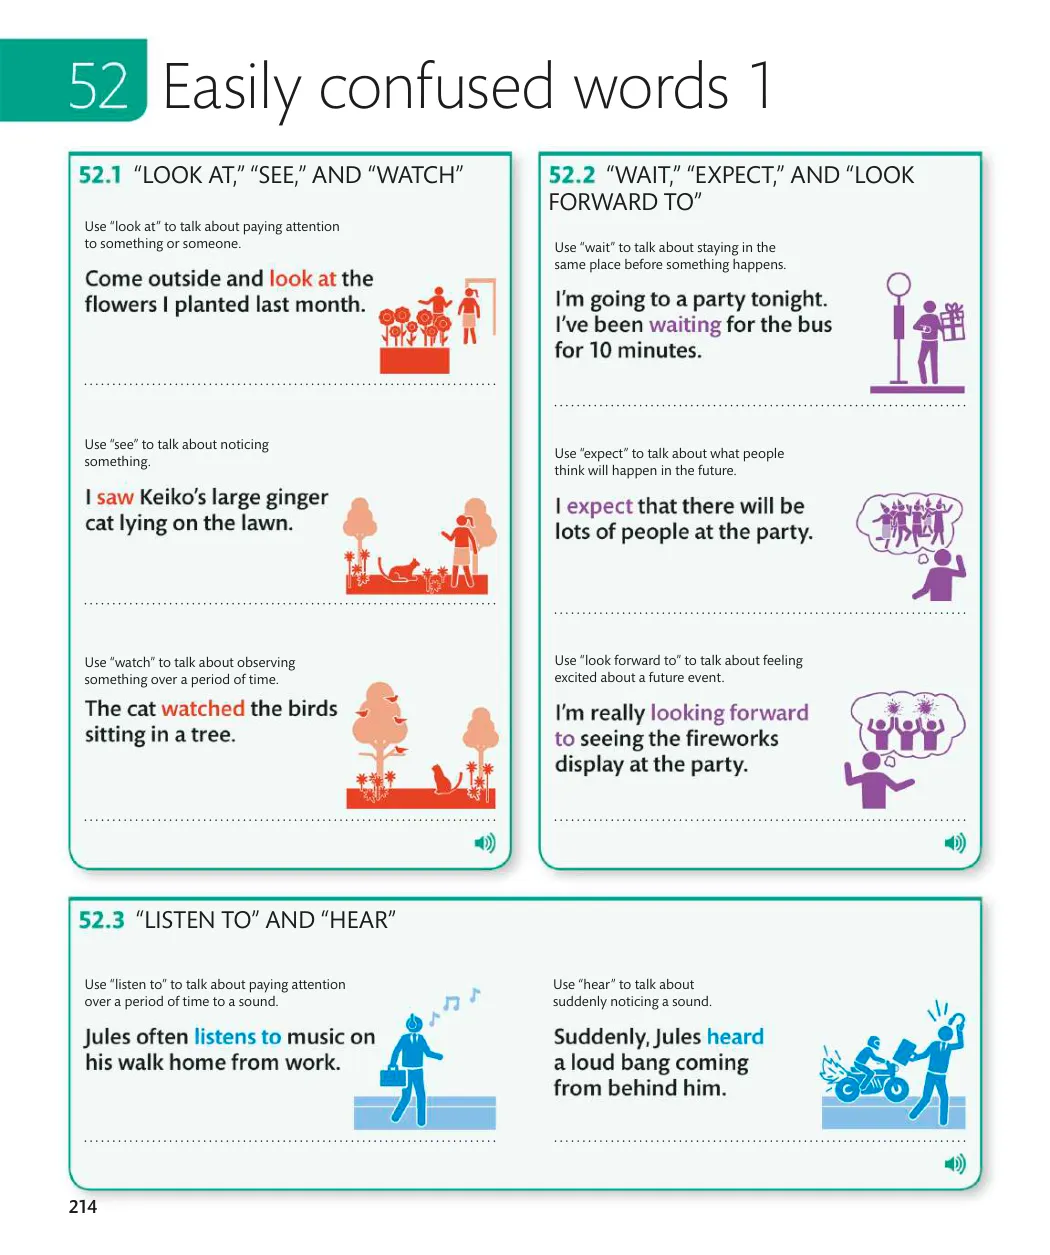 52 Easily confused words 1
52.1 “LOOK AT,” “SEE,” AND “WATCH”
Use “look at” to talk about paying attention
to something or someone.
Come outside and look at the
flowers I planted last month.
Use “see” to talk about noticing
something.
I saw Keiko’s large ginger
cat lying on the lawn.
Use “watch” to talk about observing
something over a period of time.
The cat watched the birds
sitting in a tree.
52.2 “WAIT,” “EXPECT,” AND “LOOK
FORWARD TO”
Use “wait” to talk about staying in the
same place before something happens.
I’m going to a party tonight.
I’ve been waiting for the bus
for 10 minutes.
Use “expect” to talk about what people
think will happen in the future.
I expect that there will be
lots of people at the party.
Use “look forward to” to talk about feeling
excited about a future event.
I’m really looking forward
to seeing the fireworks
display at the party.
52.3 “LISTEN TO” AND “HEAR”
Use “listen to” to talk about paying attention
over a period of time to a sound.
Jules often listens to music on
his walk home from work.
Use “hear” to talk about
suddenly noticing a sound.
Suddenly, Jules heard
a loud bang coming
from behind him.
214